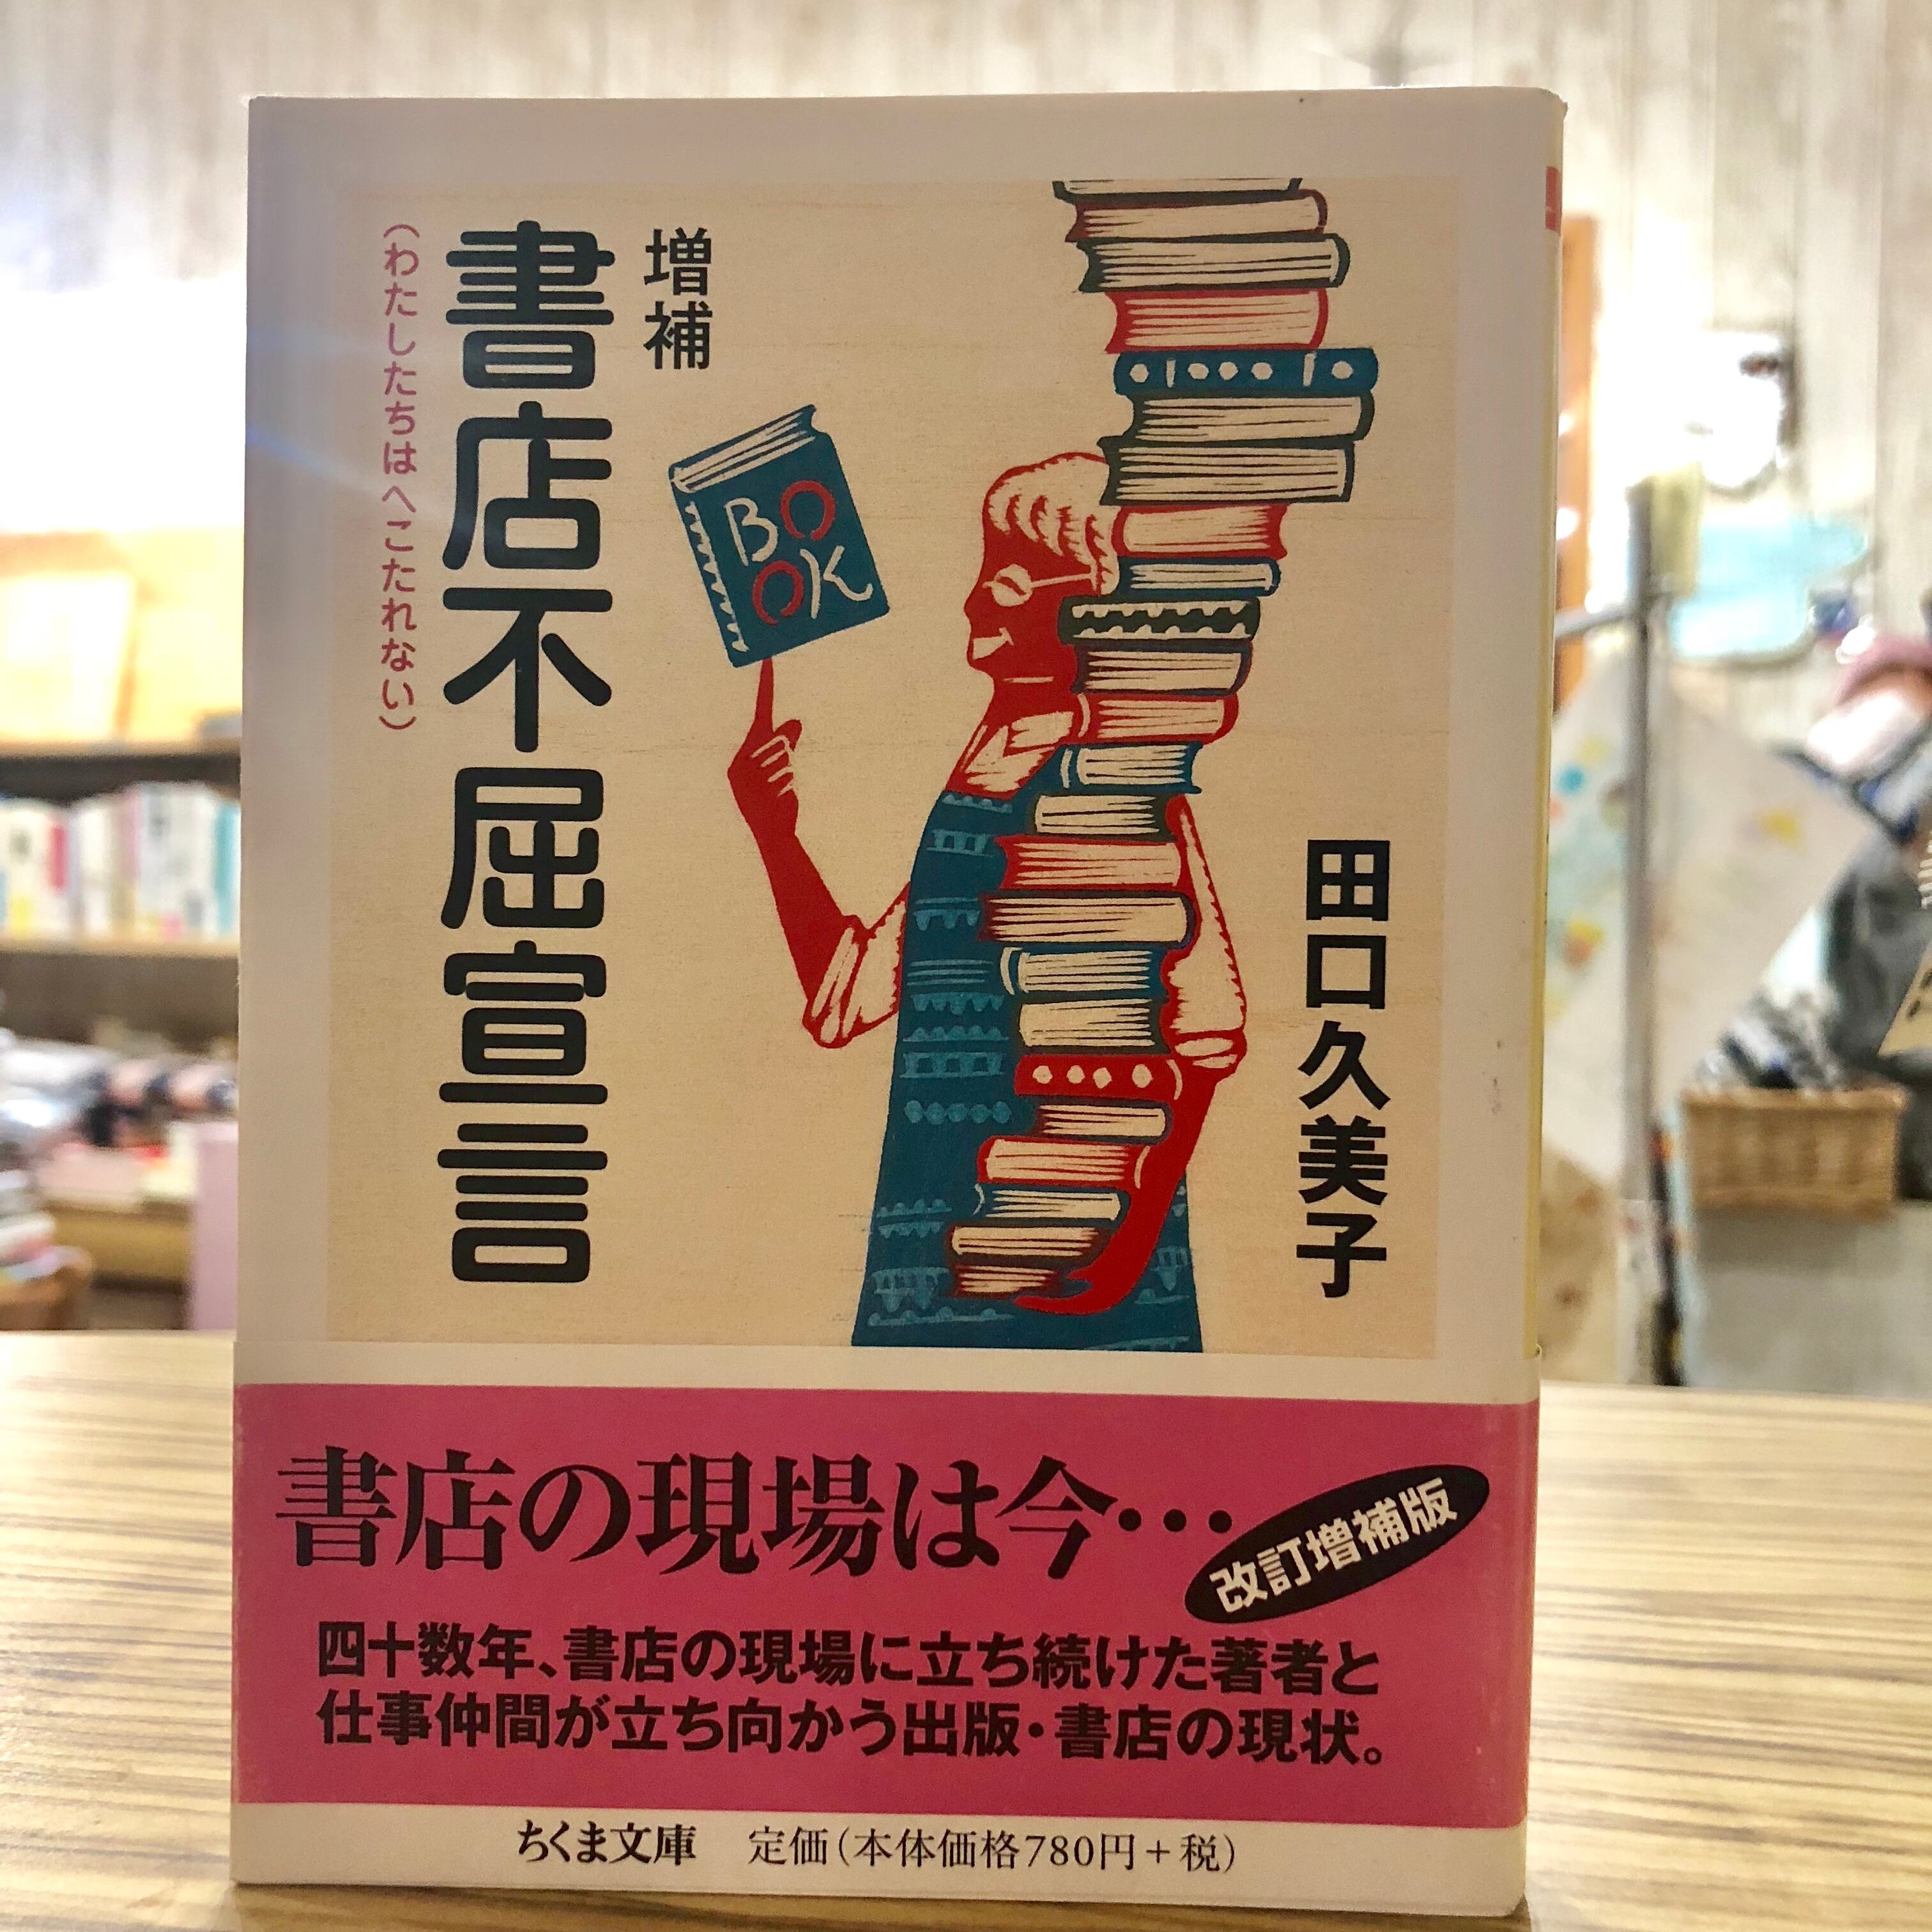 増補
書店不屈宣言
(わたしたちはへこたれない)
BO
OK
田口久美子
書店の現場は今…
改訂増補版
四十数年、書店の現場に立ち続けた著者と
仕事仲間が立ち向かう出版・書店の現状。
ちくま文庫 定価(本体価格780円+税)